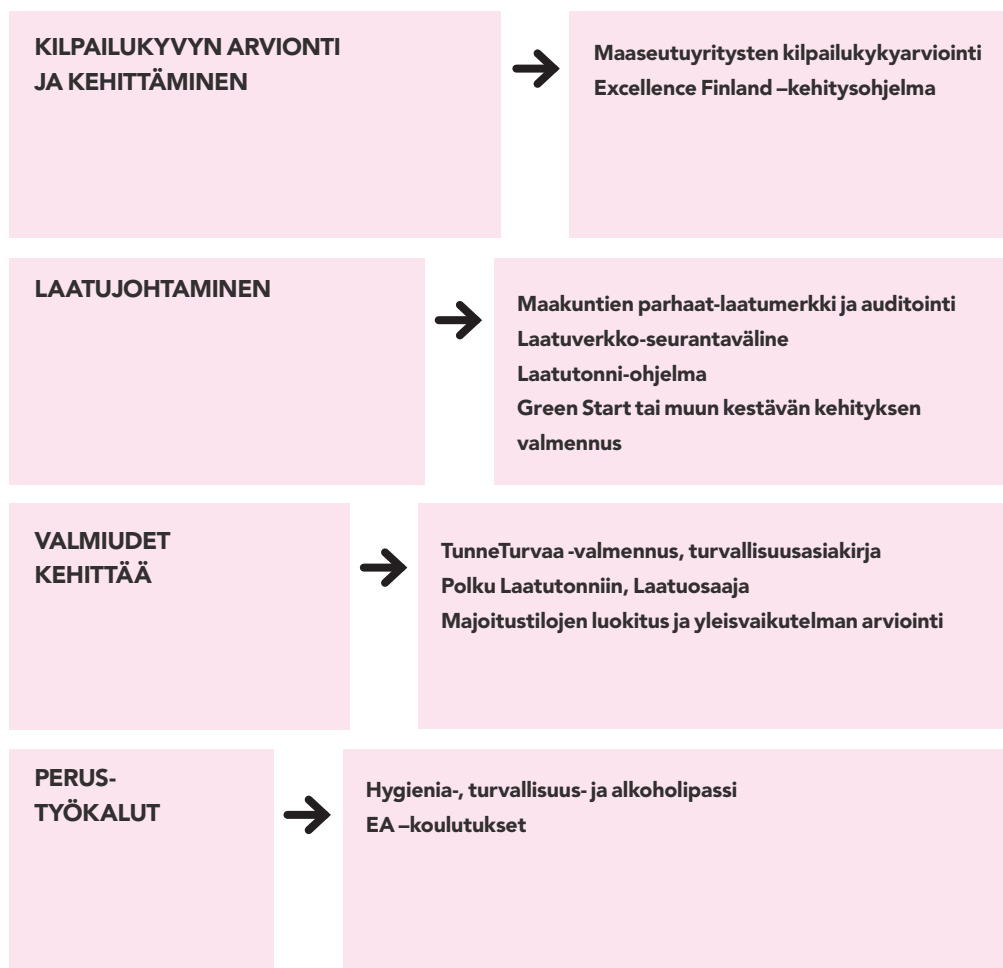 KILPAILUKYVYN ARVIONTI
JA KEHITTÄMINEN
Maaseutuyritysten kilpailukykyarviointi
Excellence Finland –kehitysohjelma
LAATUJOHTAMINEN
Maakuntien parhaat-laatumerkki ja auditointi
Laatuverkko-seurantaväline
Laatutonni-ohjelma
Green Start tai muun kestävän kehityksen
valmennus
VALMIUDET
KEHITTÄÄ
TunneTurvaa -valmennus, turvallisuusasiakirja
Polku Laatutonniin, Laatuosaaja
Majoitustilojen luokitus ja yleisvaikutelman arviointi
PERUS-
TYÖKALUT
Hygienia-, turvallisuus- ja alkoholipassi
EA –koulutukset